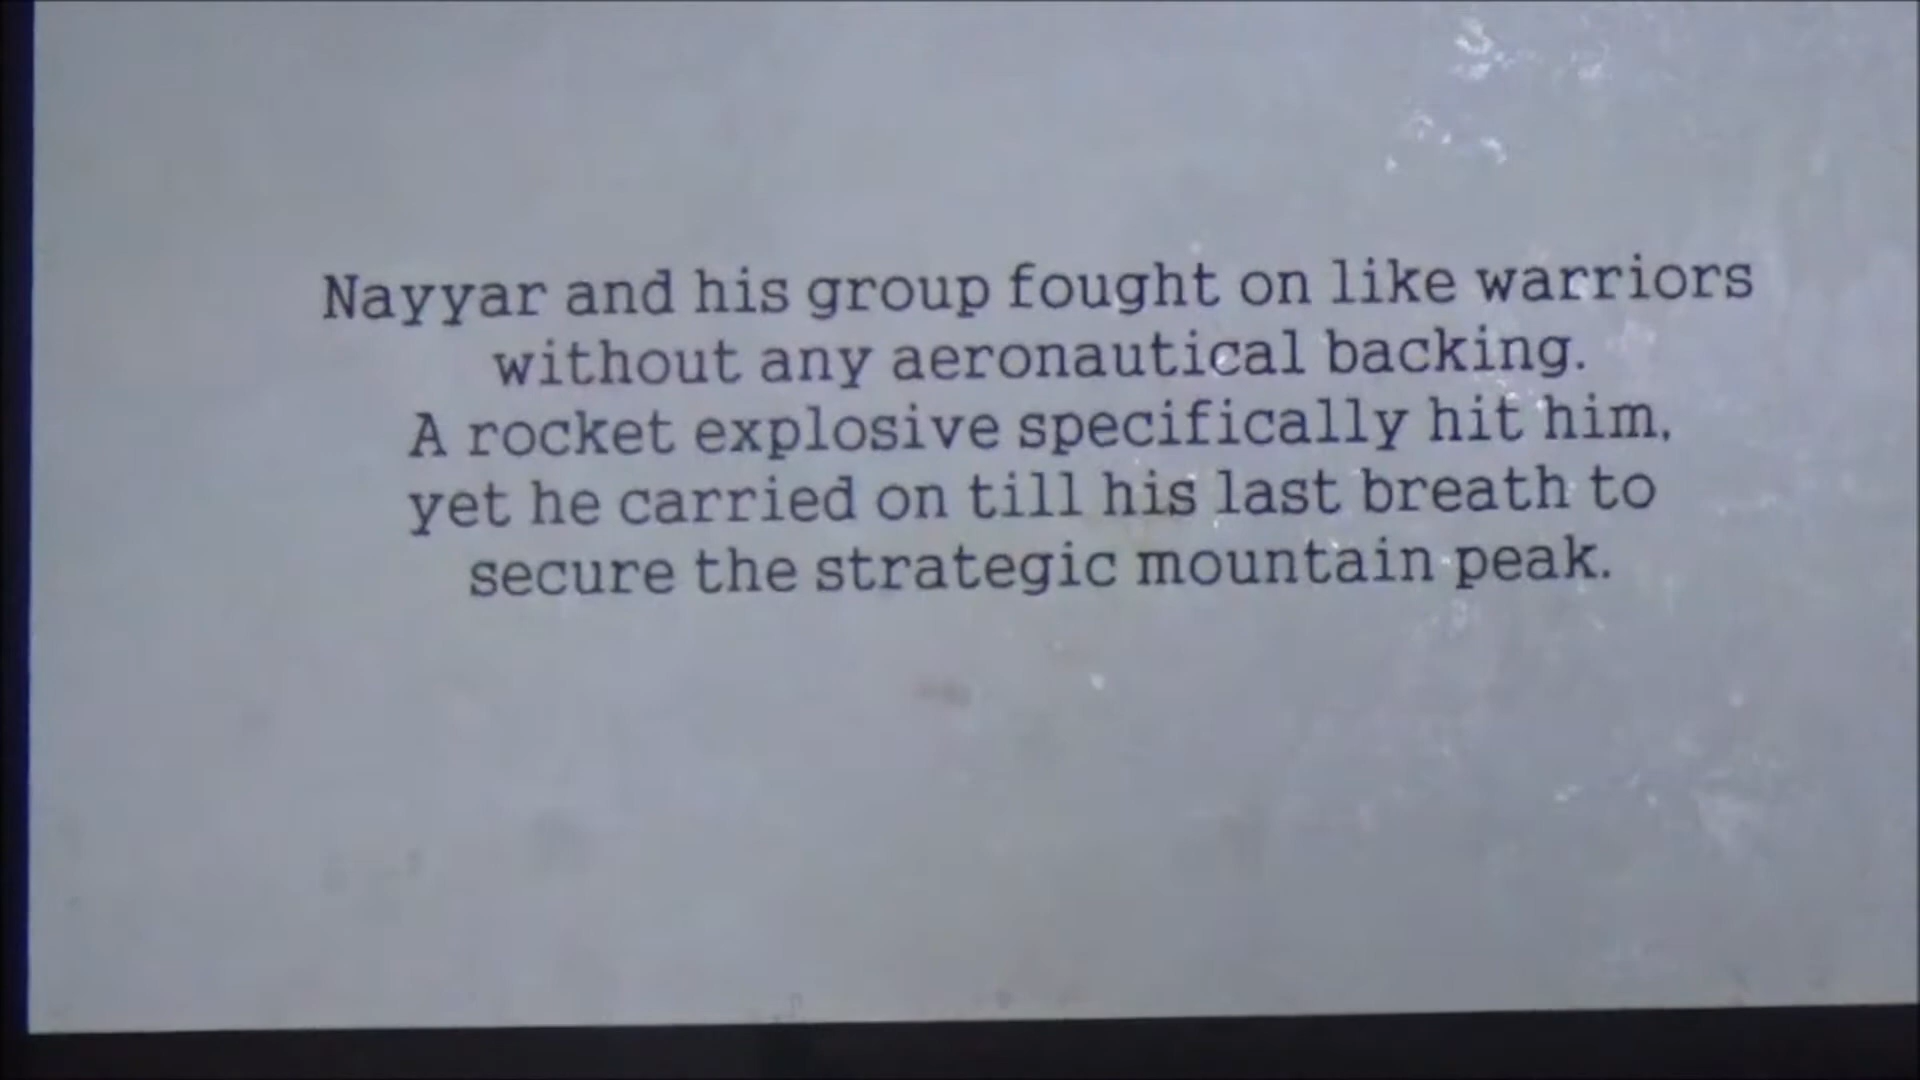 Nayyar and his group fought on like warriors
without any aeronautical backing.
A rocket explosive specifically hit him,
yet he carried on till his last breath to
secure the strategic mountain peak.